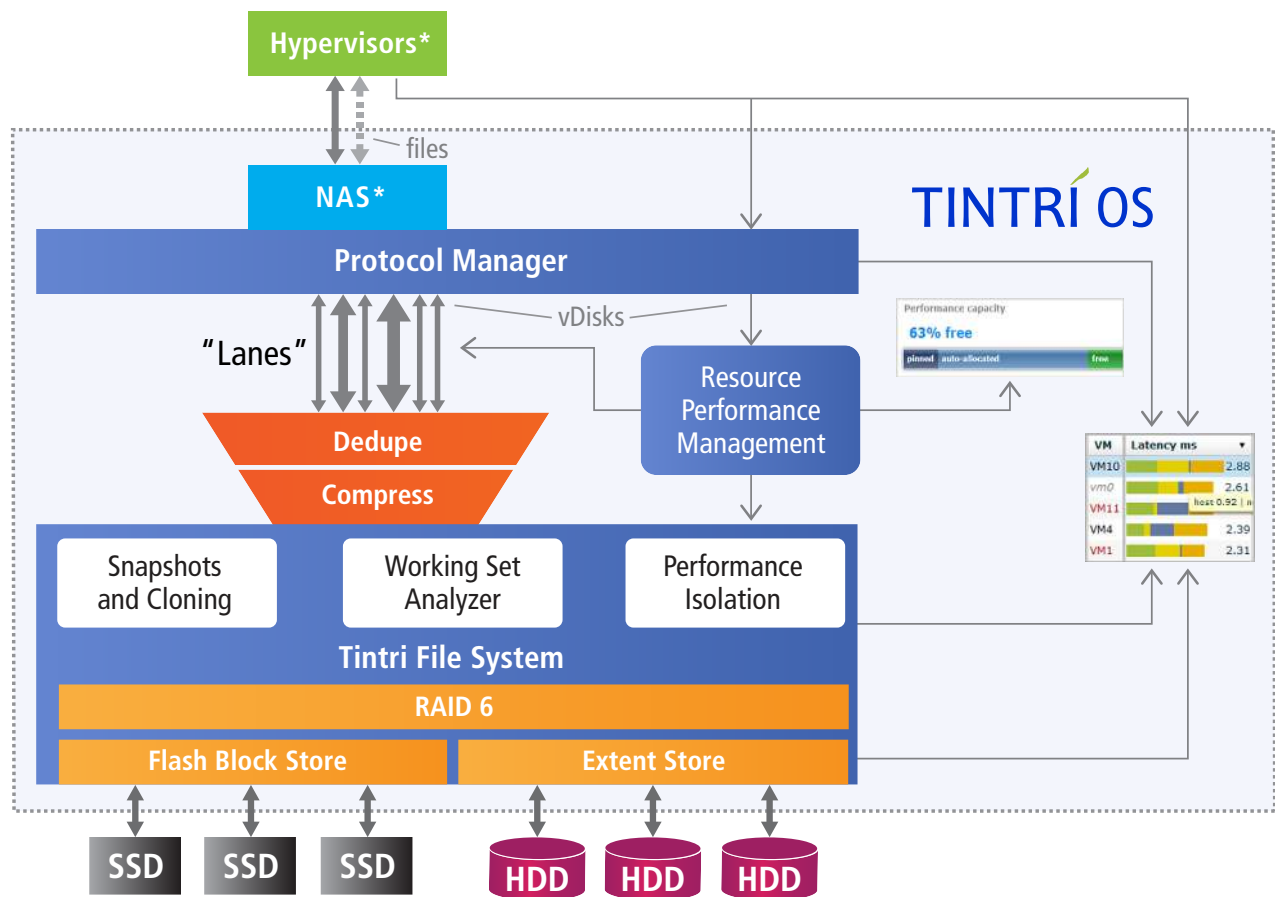 Hypervisors*
files
NAS*
TINTRÍ OS
Protocol Manager
vDisks
"Lanes"
Performance capacity
63% free
pinned auto-allocated free
Resource
Performance
Management
Dedupe
Compress
VM Latency ms
VM10 2.88
vm0 2.61
host 0.92 |
VM11
VM4 2.39
VM1 2.31
Snapshots
and Cloning
Working Set
Analyzer
Performance
Isolation
Tintri File System
RAID 6
Flash Block Store
Extent Store
SSD
SSD
SSD
HDD
HDD
HDD